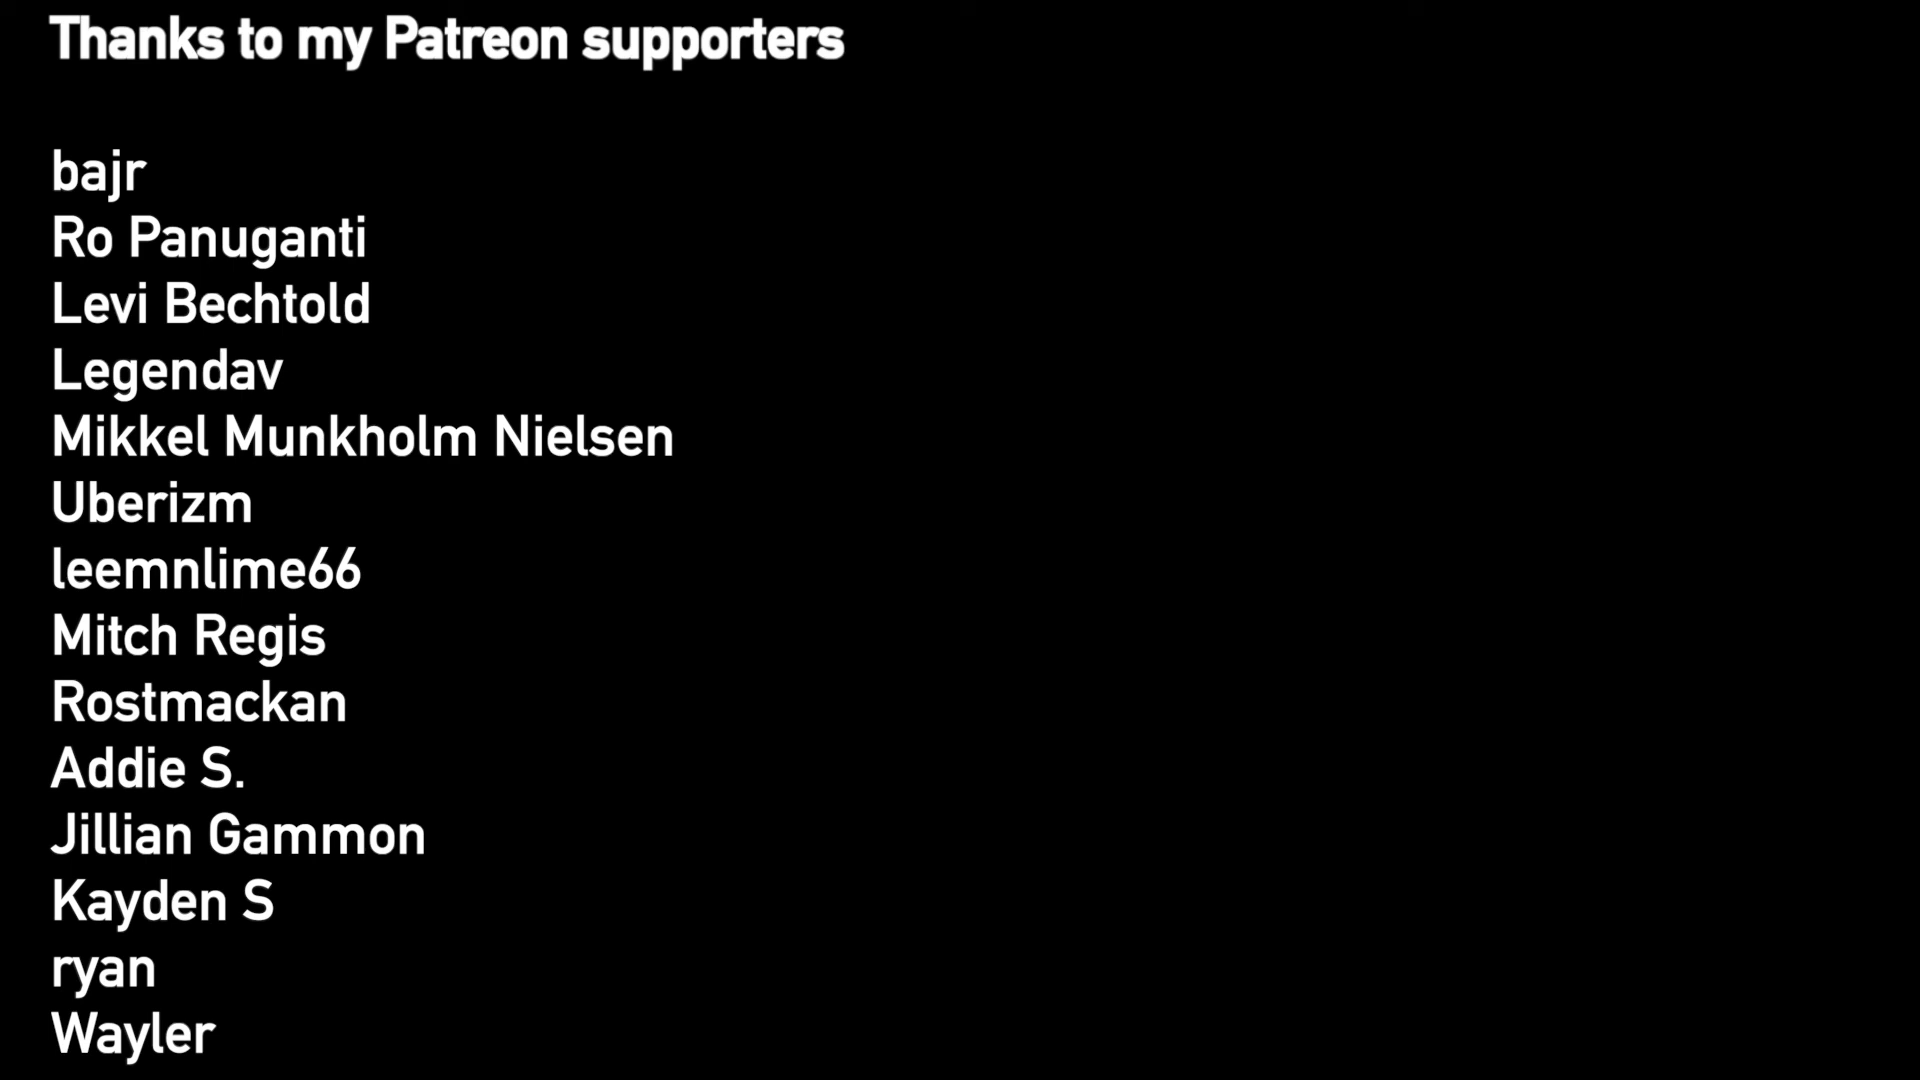 Thanks to my Patreon supporters
bajr
Ro Panuganti
Levi Bechtold
Legendav
Mikkel Munkholm Nielsen
Uberizm
leemnlime66
Mitch Regis
Rostmackan
Addie S.
Jillian Gammon
Kayden S
ryan
Wayler